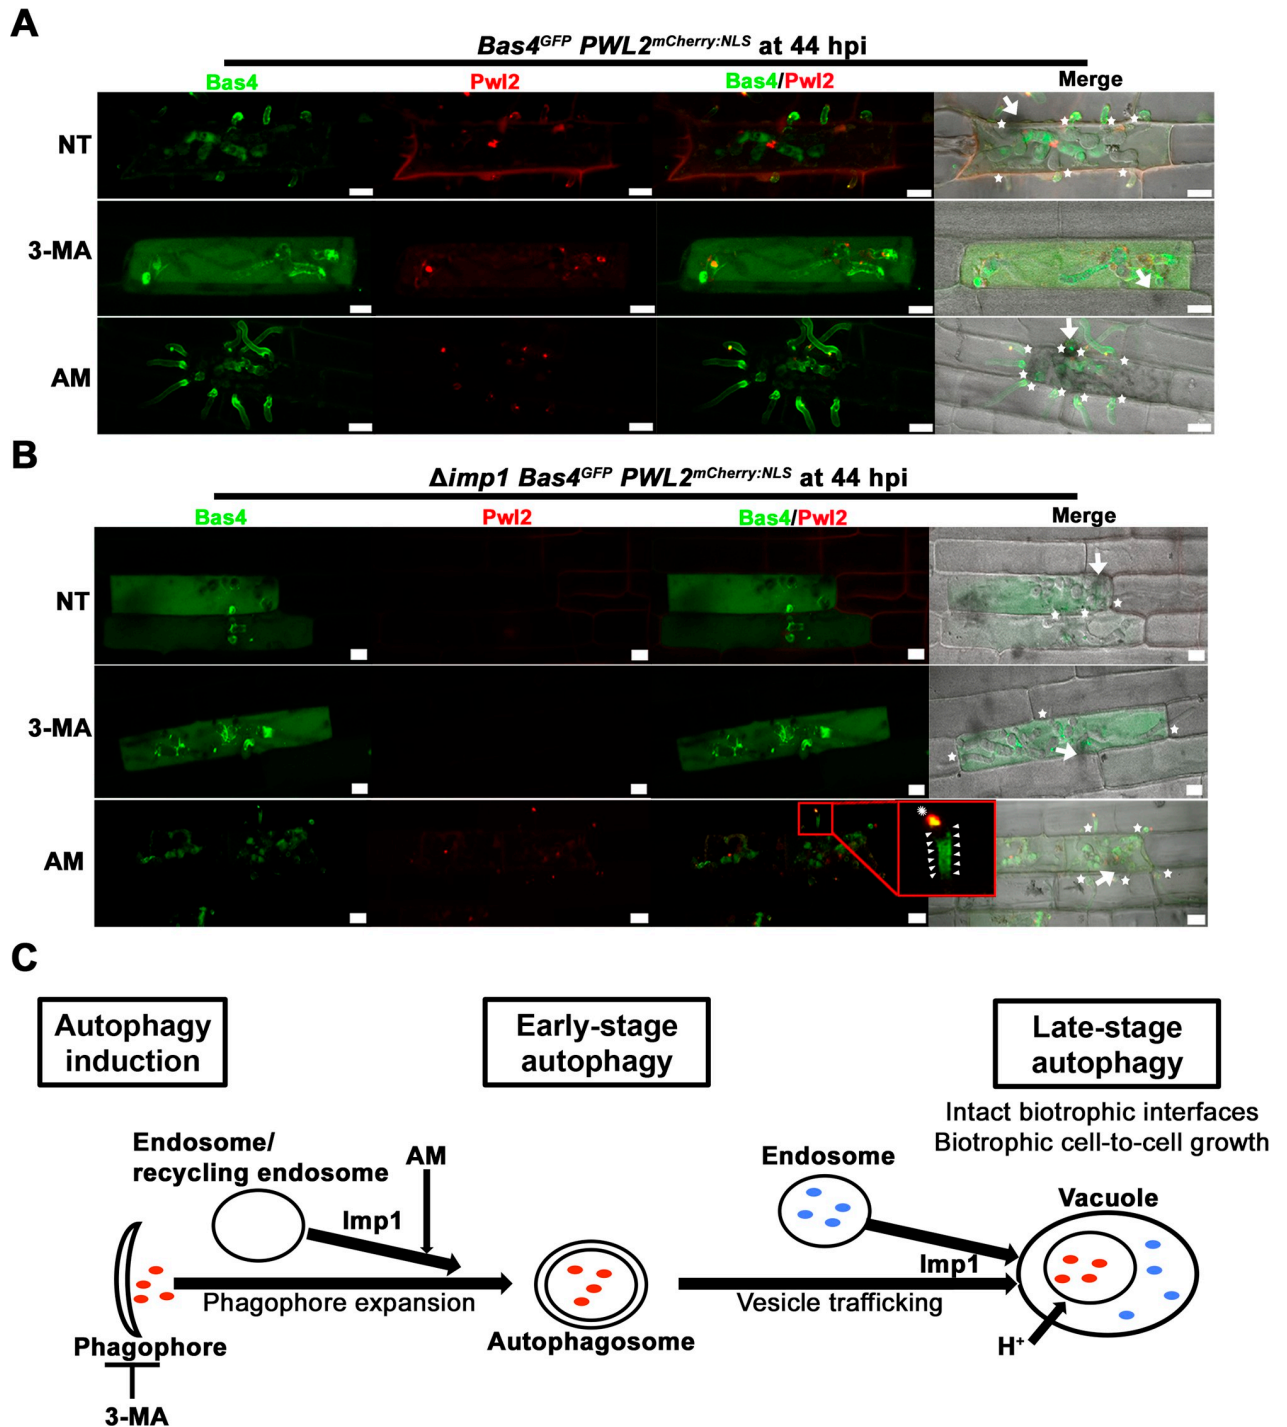 A
Bas4GFP PWL2mCherry:NLS at 44 hpi
Bas4 Pwl2 Bas4/Pwl2 Merge
NT
3-MA
AM
B
Δimp1 Bas4GFP PWL2mCherry:NLS at 44 hpi
Bas4 Pwl2 Bas4/Pwl2 Merge
NT
3-MA
AM
C
Autophagy
induction
Early-stage
autophagy
Late-stage
autophagy
Intact biotrophic interfaces
Biotrophic cell-to-cell growth
Endosome/
recycling endosome
AM
Imp1
Endosome
Vacuole
Imp1
Phagophore expansion
Vesicle trafficking
Phagophore
Autophagosome
H+
3-MA